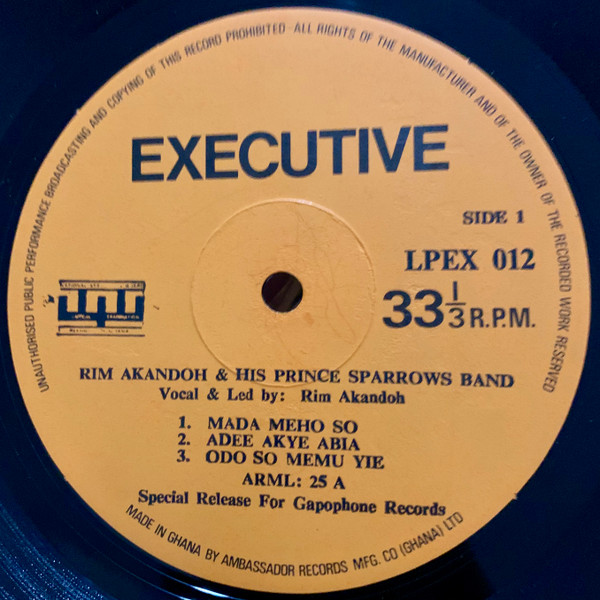 UNAUTHORISED PUBLIC PERFORMANCE BROADCASTING AND COPYING OF THIS RECORD PROHIBITED-ALL RIGHTS OF THE MANUFACTURER AND OF THE OWNER OF THE RECORDED WORK RESERVED
EXECUTIVE
SIDE 1
LPEX 012
33 1/3 R.P.M.
RIM AKANDOH & HIS PRINCE SPARROWS BAND
Vocal & Led by: Rim Akandoh
1. MADA MEHO SO
2. ADEE AKYE ABIA
3. ODO SO MEMU YIE
ARML: 25 A
Special Release For Gapophone Records
MADE IN GHANA BY AMBASSADOR RECORDS MFG. CO (GHANA) LTD